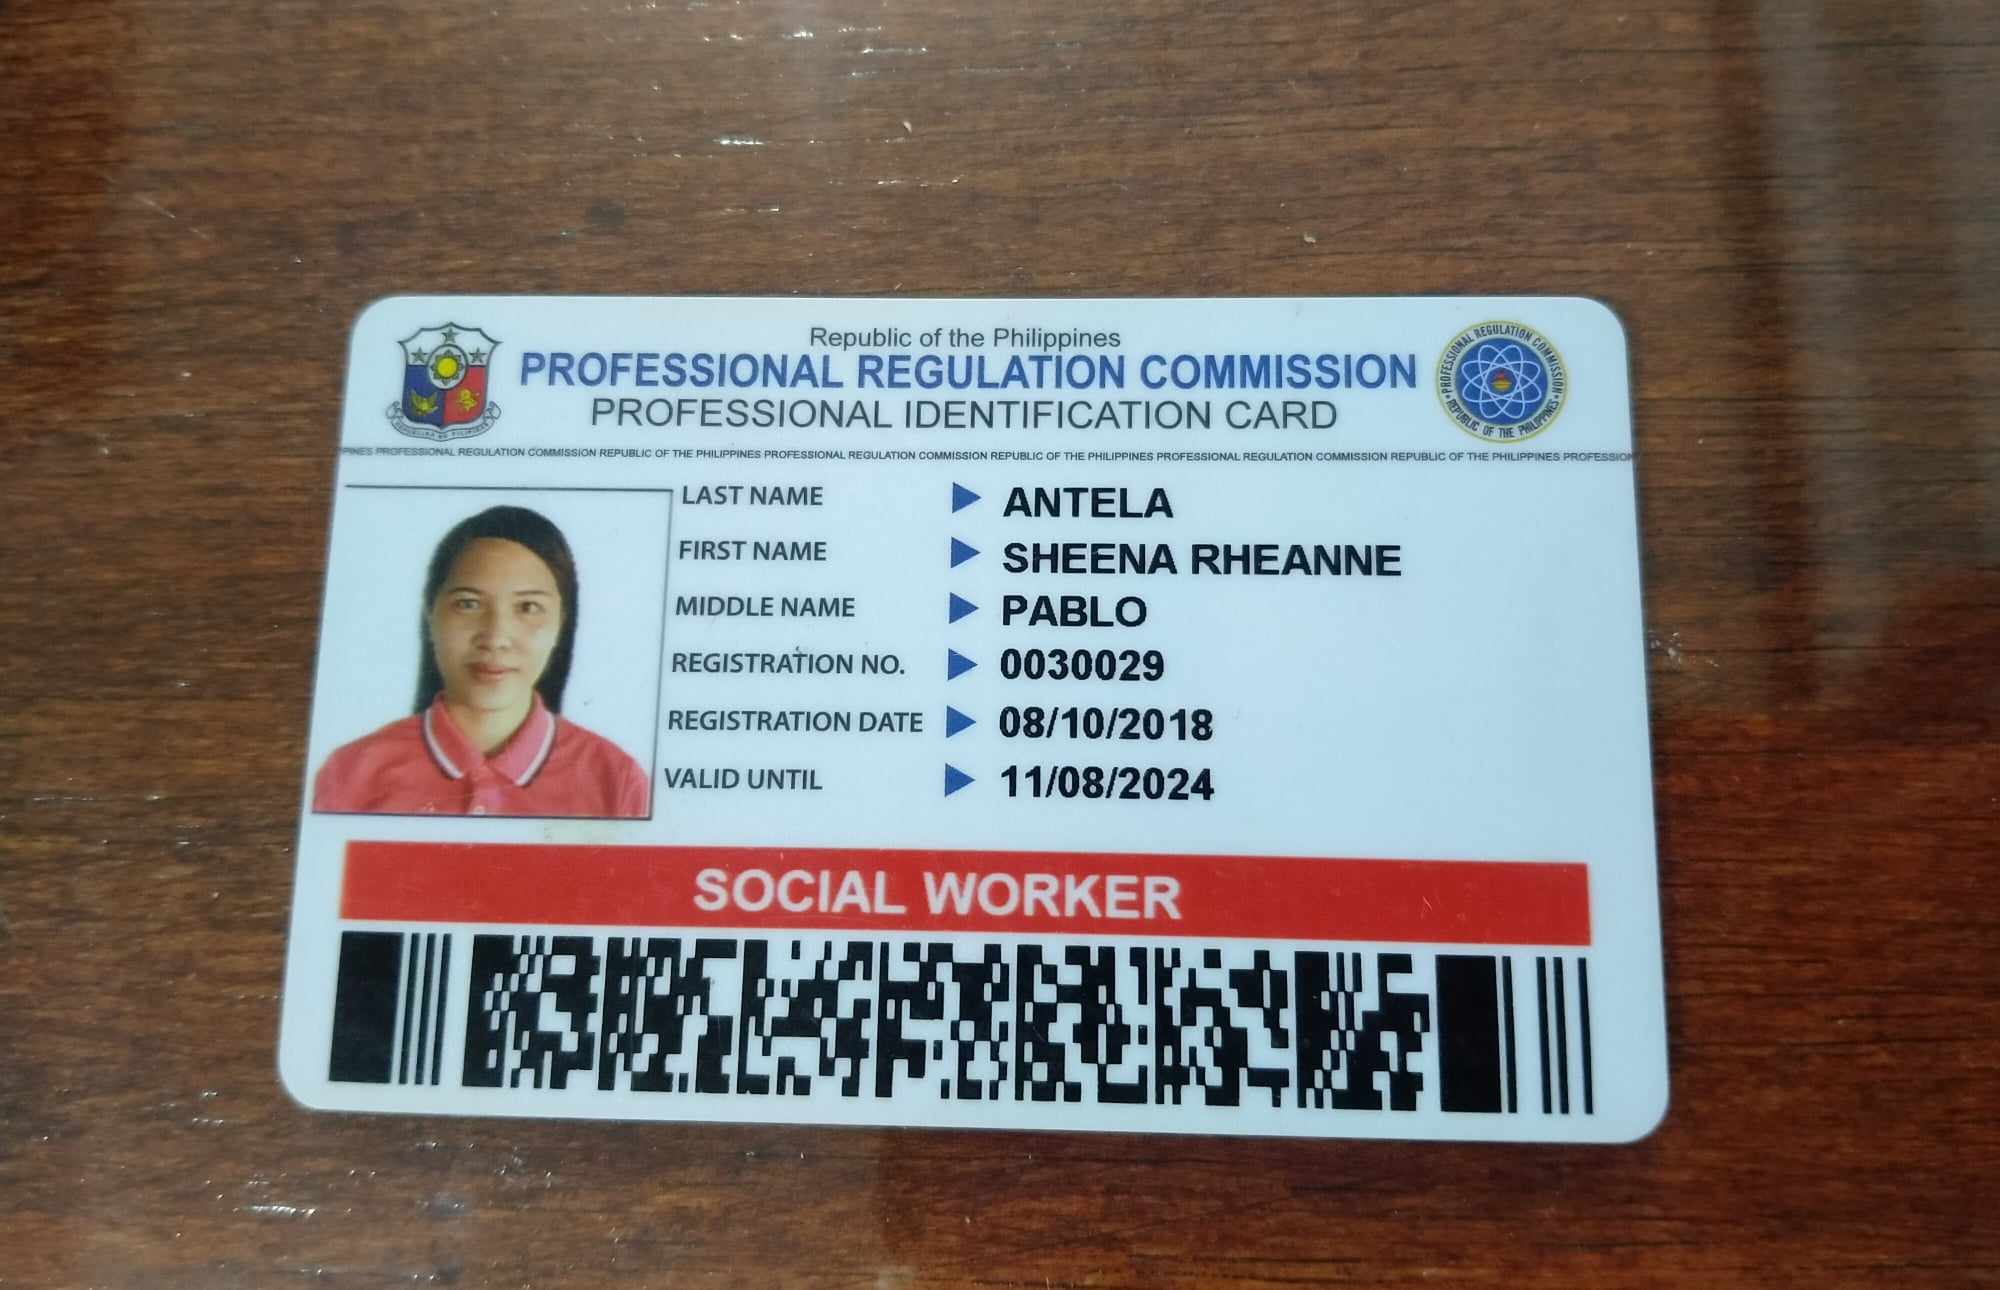 Republic of the Philippines
PROFESSIONAL REGULATION COMMISSION
PROFESSIONAL IDENTIFICATION CARD
PROFESSIONAL REGULATION COMMISSION
REPUBLIC OF THE PHILIPPINES
PINES PROFESSIONAL REGULATION COMMISSION REPUBLIC OF THE PHILIPPINES PROFESSIONAL REGULATION COMMISSION REPUBLIC OF THE PHILIPPINES PROFESSIONAL REGULATION COMMISSION REPUBLIC OF THE PHILIPPINES PROFESSION
LAST NAME ANTELA
FIRST NAME SHEENA RHEANNE
MIDDLE NAME PABLO
REGISTRATION NO. 0030029
REGISTRATION DATE 08/10/2018
VALID UNTIL 11/08/2024
SOCIAL WORKER